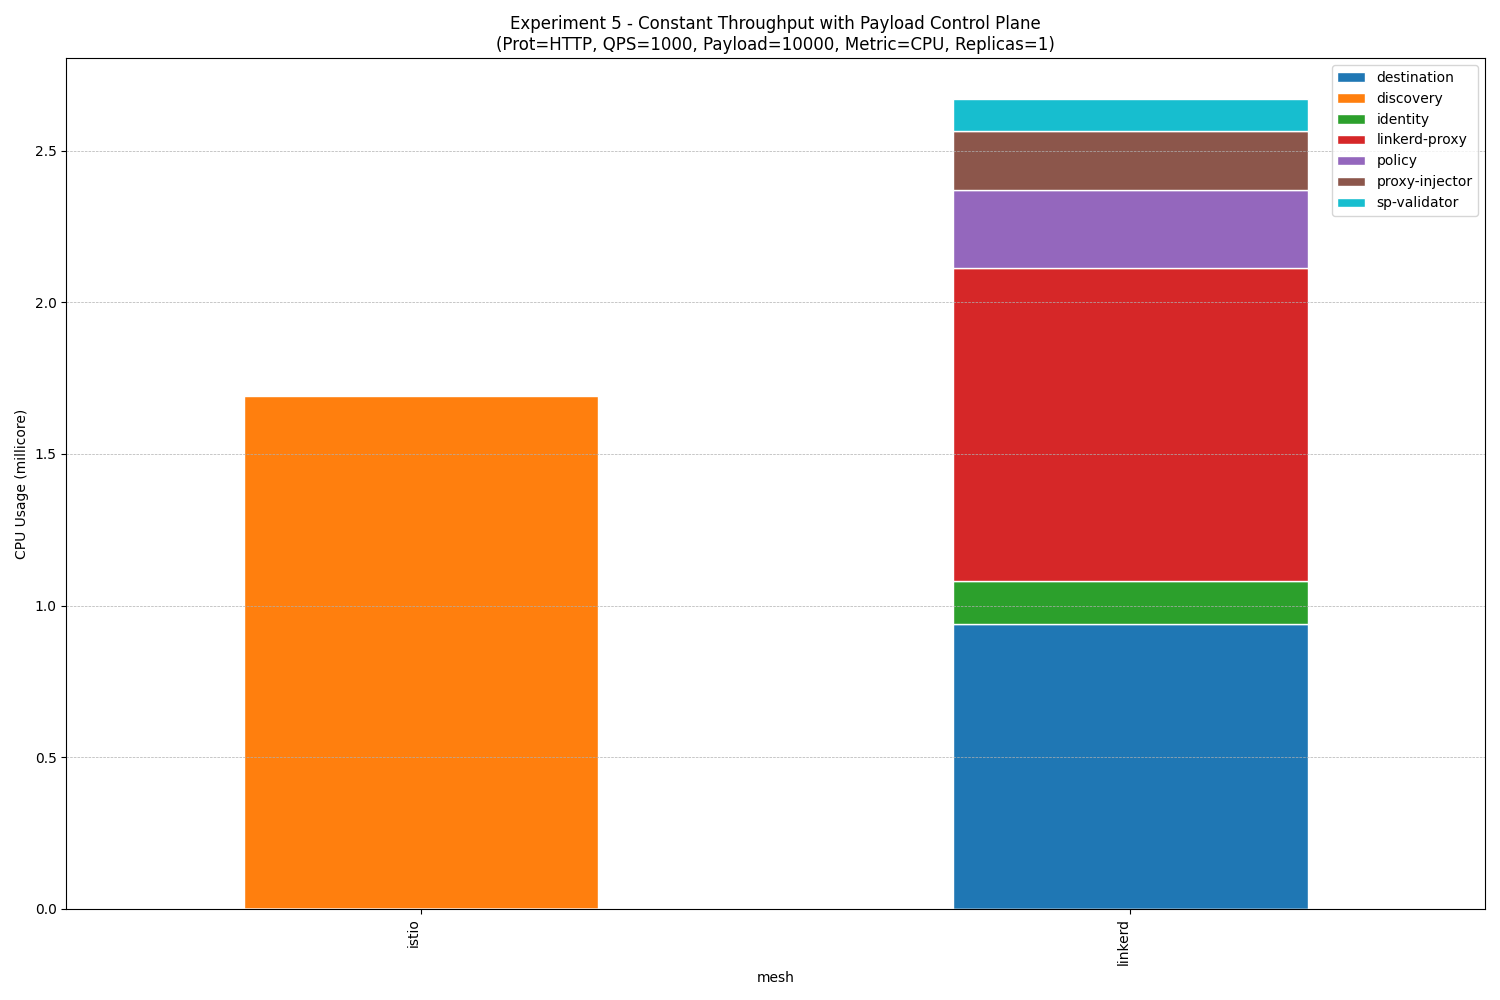 Experiment 5 - Constant Throughput with Payload Control Plane
(Prot=HTTP, QPS=1000, Payload=10000, Metric=CPU, Replicas=1)
destination
discovery
identity
linkerd-proxy
policy
proxy-injector
sp-validator
CPU Usage (millicore)
2.5
2.0
1.5
1.0
0.5
0.0
istio
linkerd
mesh